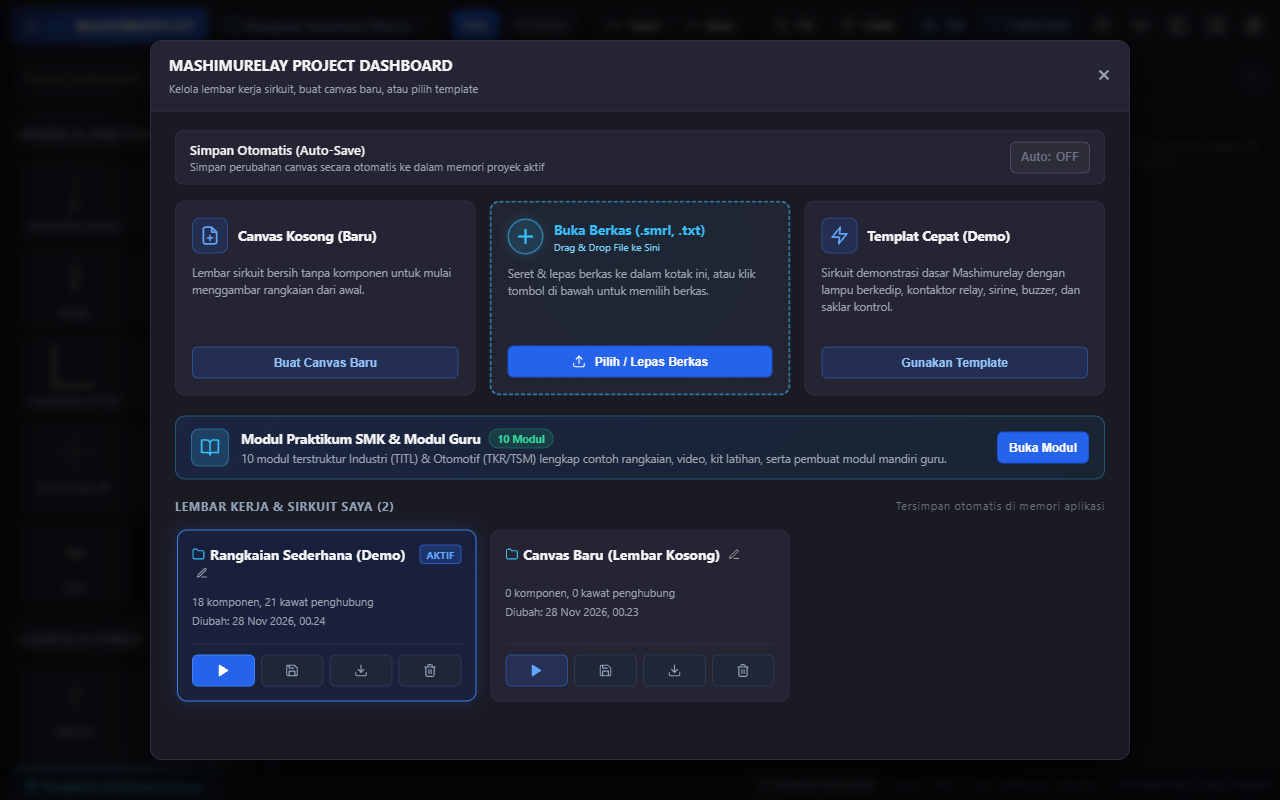 MASHIMURELAY PROJECT DASHBOARD
Kelola lembar kerja sirkuit, buat canvas baru, atau pilih template
Simpan Otomatis (Auto-Save)
Simpan perubahan canvas secara otomatis ke dalam memori proyek aktif
Auto: OFF
Canvas Kosong (Baru)
Lembar sirkuit bersih tanpa komponen untuk mulai
menggambar rangkaian dari awal.
Buat Canvas Baru
Buka Berkas (.smrl, .txt)
Drag & Drop File ke Sini
Seret & lepas berkas ke dalam kotak ini, atau klik
tombol di bawah untuk memilih berkas.
Pilih / Lepas Berkas
Templat Cepat (Demo)
Sirkuit demonstrasi dasar Mashimurelay dengan
lampu berkedip, kontaktor relay, sirine, buzzer, dan
saklar kontrol.
Gunakan Template
Modul Praktikum SMK & Modul Guru
10 Modul
10 modul terstruktur Industri (TITL) & Otomotif (TKR/TSM) lengkap contoh rangkaian, video, kit latihan, serta pembuat modul mandiri guru.
Buka Modul
LEMBAR KERJA & SIRKUIT SAYA (2)
Tersimpan otomatis di memori aplikasi
Rangkaian Sederhana (Demo)
AKTIF
18 komponen, 21 kawat penghubung
Diubah: 28 Nov 2026, 00.24
Canvas Baru (Lembar Kosong)
0 komponen, 0 kawat penghubung
Diubah: 28 Nov 2026, 00.23